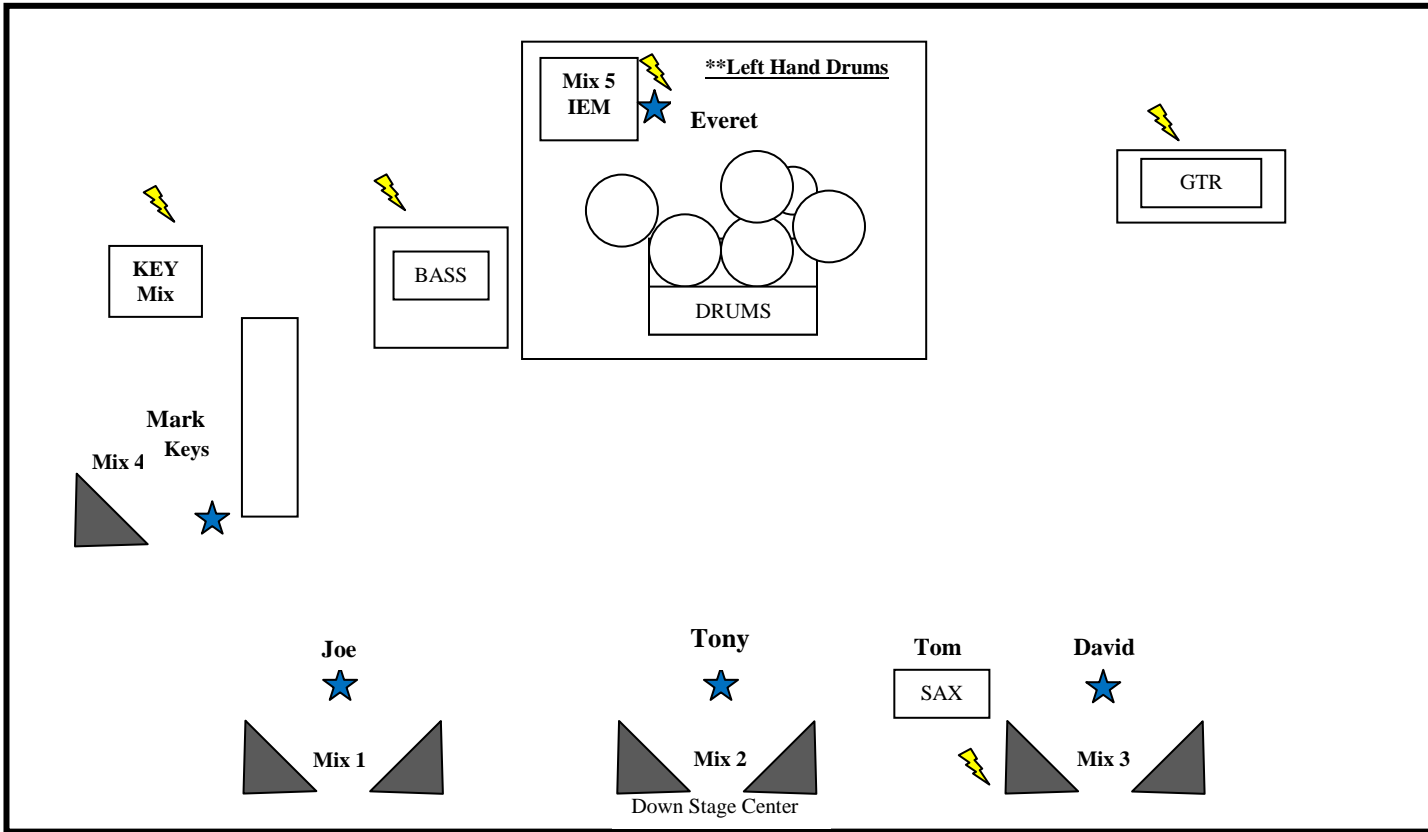 **Left Hand Drums
Mix 5
IEM
Everet
GTR
KEY
Mix
BASS
DRUMS
Mark
Keys
Mix 4
Joe
Tony
Tom
David
SAX
Mix 1
Mix 2
Mix 3
Down Stage Center